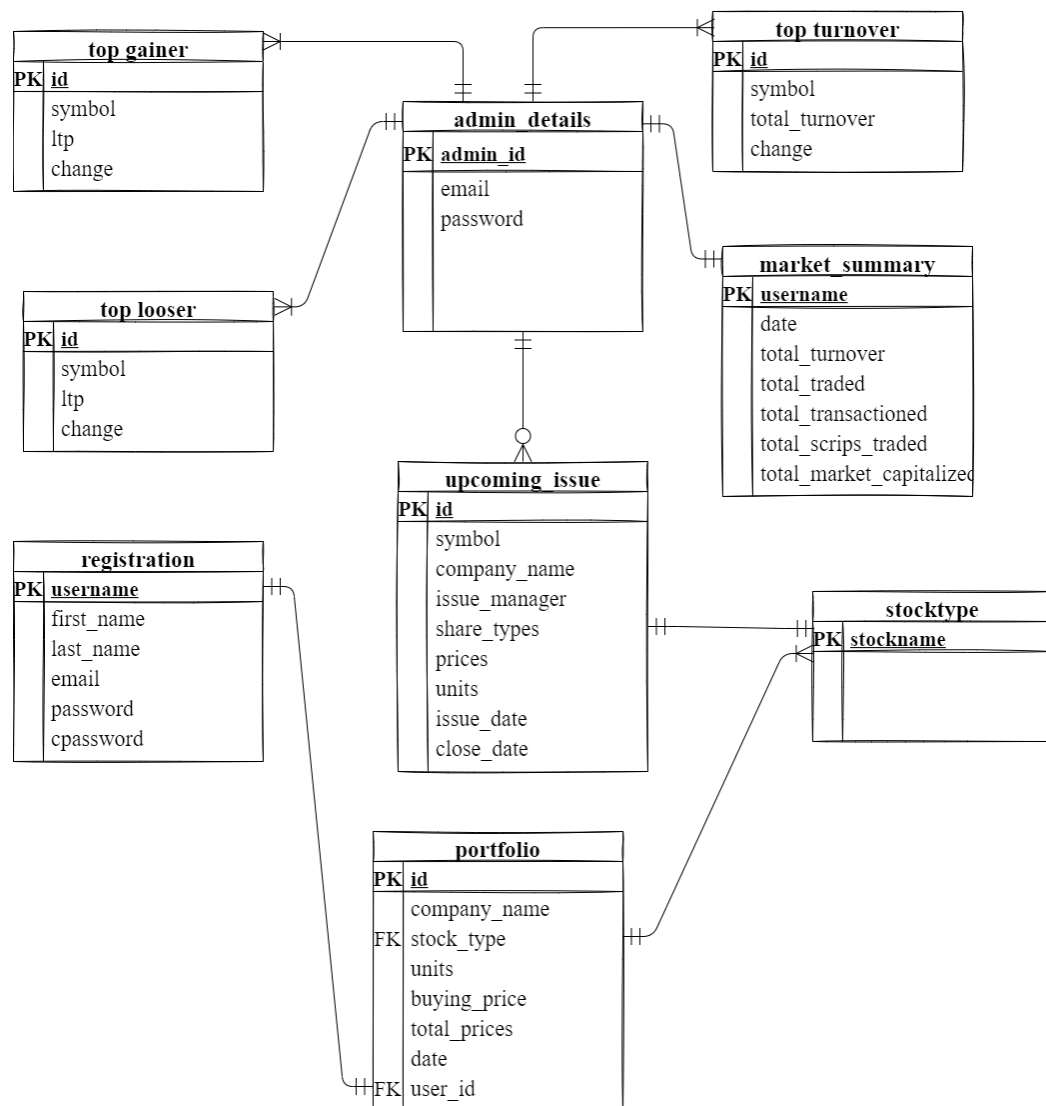 top gainer
PK id
symbol
ltp
change
top turnover
PK id
symbol
total_turnover
change
admin_details
PK admin_id
email
password
top looser
PK id
symbol
ltp
change
market_summary
PK username
date
total_turnover
total_traded
total_transactioned
total_scrips_traded
total_market_capitalized
upcoming_issue
PK id
symbol
company_name
issue_manager
share_types
prices
units
issue_date
close_date
registration
PK username
first_name
last_name
email
password
cpassword
stocktype
PK stockname
portfolio
PK id
company_name
FK stock_type
units
buying_price
total_prices
date
FK user_id